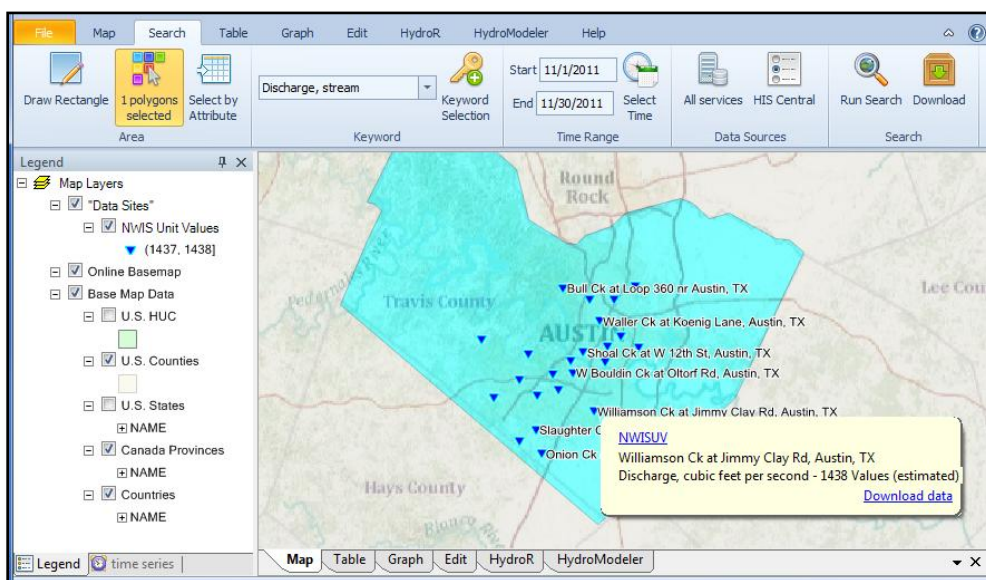 File Map Search Table Graph Edit HydroR HydroModeler Help
Draw Rectangle
1 polygons selected
Select by Attribute
Area
Discharge, stream
Keyword Selection
Keyword
Start 11/1/2011
End 11/30/2011
Select Time
Time Range
All services
HIS Central
Data Sources
Run Search
Download
Search
Legend
Map Layers
"Data Sites"
NWIS Unit Values
(1437, 1438]
Online Basemap
Base Map Data
U.S. HUC
U.S. Counties
U.S. States
NAME
Canada Provinces
NAME
Countries
NAME
Legend
time series
Round Rock
Pedernales River
Travis County
Lee Cou
AUSTIN
Bull Ck at Loop 360 nr Austin, TX
Waller Ck at Koenig Lane, Austin, TX
Shoal Ck at W 12th St, Austin, TX
W Bouldin Ck at Oltorf Rd, Austin, TX
Williamson Ck at Jimmy Clay Rd, Austin, TX
Slaughter C
Onion Ck
Hays County
Blanco River
NWISUV
Williamson Ck at Jimmy Clay Rd, Austin, TX
Discharge, cubic feet per second - 1438 Values (estimated)
Download data
Map Table Graph Edit HydroR HydroModeler